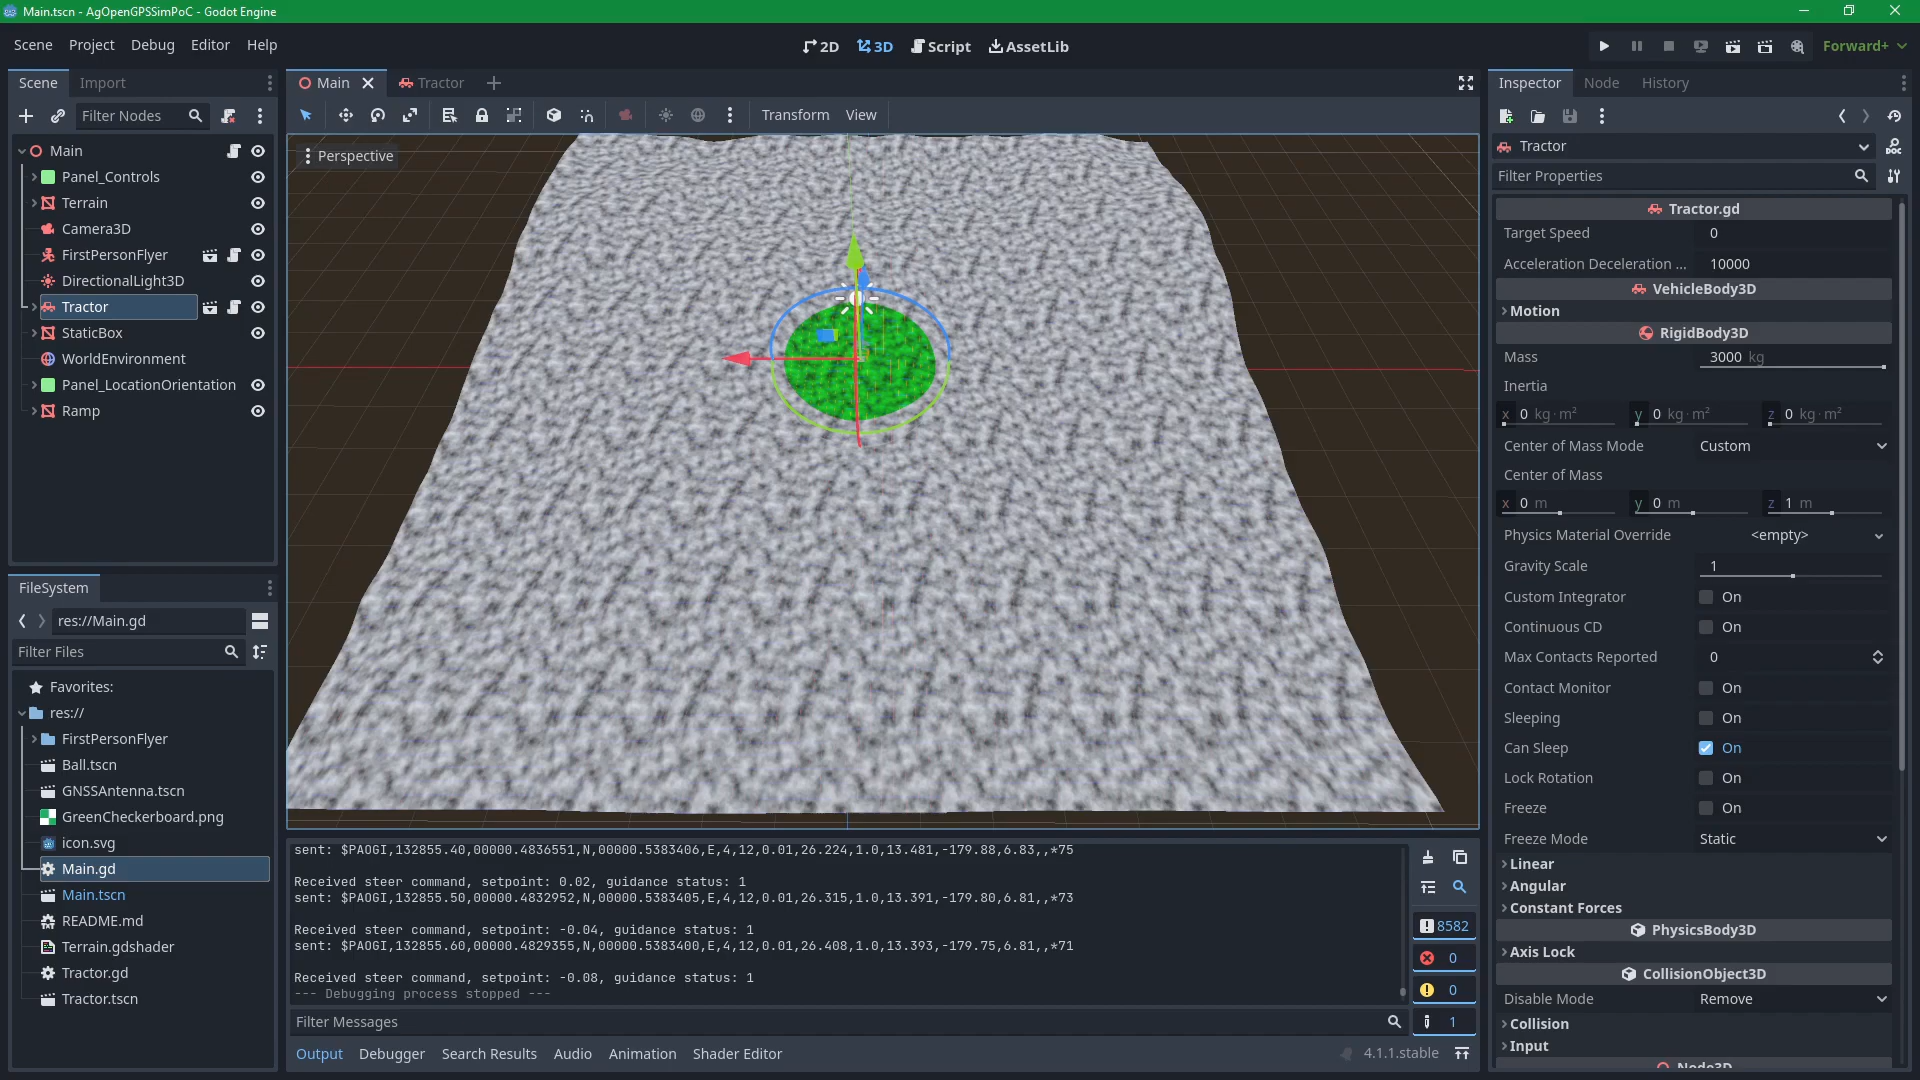 Main.tscn - AgOpenGPSSimPoC - Godot Engine
Scene Project Debug Editor Help
2D 3D Script AssetLib
Forward+
Scene Import
Filter Nodes
Main
Panel_Controls
Terrain
Camera3D
FirstPersonFlyer
DirectionalLight3D
Tractor
StaticBox
WorldEnvironment
Panel_LocationOrientation
Ramp
FileSystem
res://Main.gd
Filter Files
Favorites:
res://
FirstPersonFlyer
Ball.tscn
GNSSAntenna.tscn
GreenCheckerboard.png
icon.svg
Main.gd
Main.tscn
README.md
Terrain.gdshader
Tractor.gd
Tractor.tscn
Main Tractor
Transform View
Perspective
sent: $PAOGI,132855.40,00000.4836551,N,00000.5383406,E,4,12,0.01,26.224,1.0,13.481,-179.88,6.83,,*75
Received steer command, setpoint: 0.02, guidance status: 1
sent: $PAOGI,132855.50,00000.4832952,N,00000.5383405,E,4,12,0.01,26.315,1.0,13.391,-179.80,6.81,,*73
Received steer command, setpoint: -0.04, guidance status: 1
sent: $PAOGI,132855.60,00000.4829355,N,00000.5383400,E,4,12,0.01,26.408,1.0,13.393,-179.75,6.81,,*71
Received steer command, setpoint: -0.08, guidance status: 1
--- Debugging process stopped ---
8582
0
0
1
Filter Messages
Output Debugger Search Results Audio Animation Shader Editor
4.1.1.stable
Inspector Node History
Tractor
DOC
Filter Properties
Tractor.gd
Target Speed 0
Acceleration Deceleration ... 10000
VehicleBody3D
Motion
RigidBody3D
Mass 3000 kg
Inertia
x 0 kg·m² y 0 kg·m² z 0 kg·m²
Center of Mass Mode Custom
Center of Mass
x 0 m y 0 m z 1 m
Physics Material Override <empty>
Gravity Scale 1
Custom Integrator On
Continuous CD On
Max Contacts Reported 0
Contact Monitor On
Sleeping On
Can Sleep On
Lock Rotation On
Freeze On
Freeze Mode Static
Linear
Angular
Constant Forces
PhysicsBody3D
Axis Lock
CollisionObject3D
Disable Mode Remove
Collision
Input
Node3D